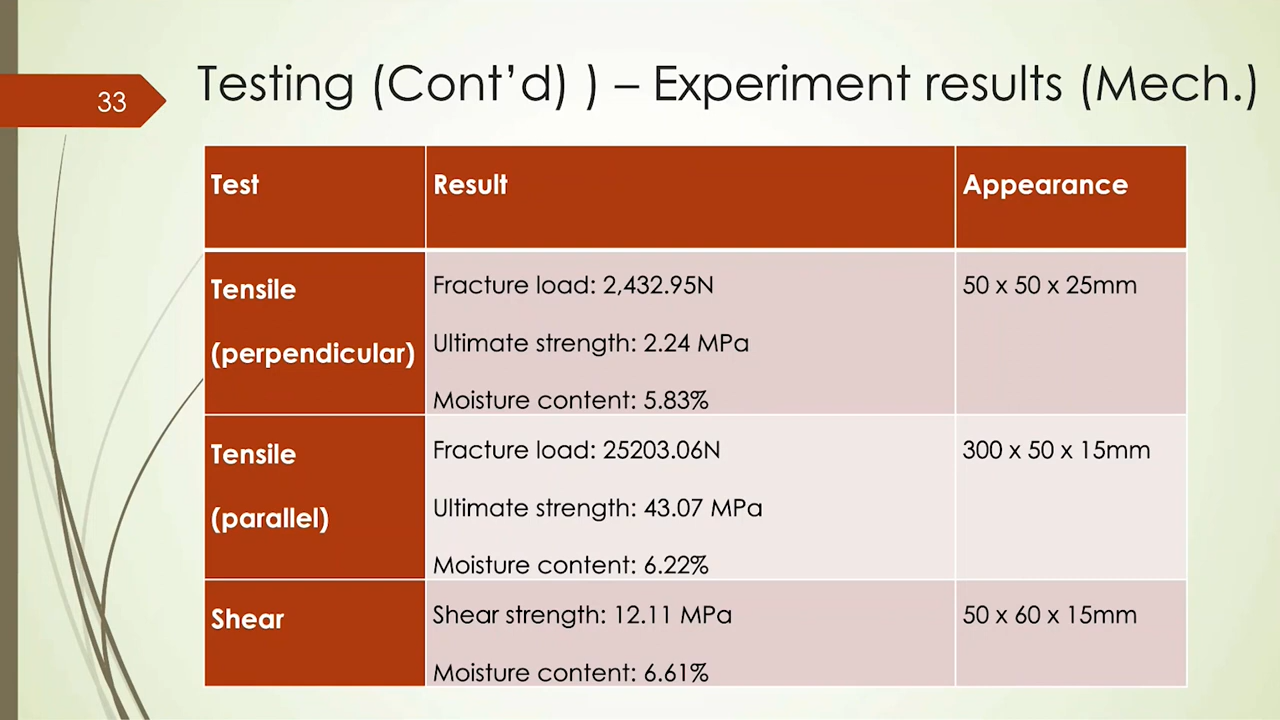 33
Testing (Cont’d) ) – Experiment results (Mech.)
Test
Result
Appearance
Tensile
(perpendicular)
Fracture load: 2,432.95N
Ultimate strength: 2.24 MPa
Moisture content: 5.83%
50 x 50 x 25mm
Tensile
(parallel)
Fracture load: 25203.06N
Ultimate strength: 43.07 MPa
Moisture content: 6.22%
300 x 50 x 15mm
Shear
Shear strength: 12.11 MPa
Moisture content: 6.61%
50 x 60 x 15mm